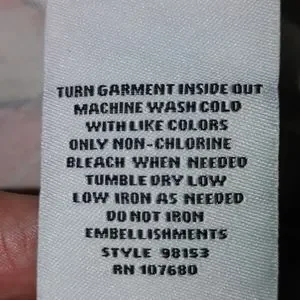 TURN GARMENT INSIDE OUT
MACHINE WASH COLD
WITH LIKE COLORS
ONLY NON-CHLORINE
BLEACH WHEN NEEDED
TUMBLE DRY LOW
LOW IRON AS NEEDED
DO NOT IRON
EMBELLISHMENTS
STYLE 98153
RN 107680